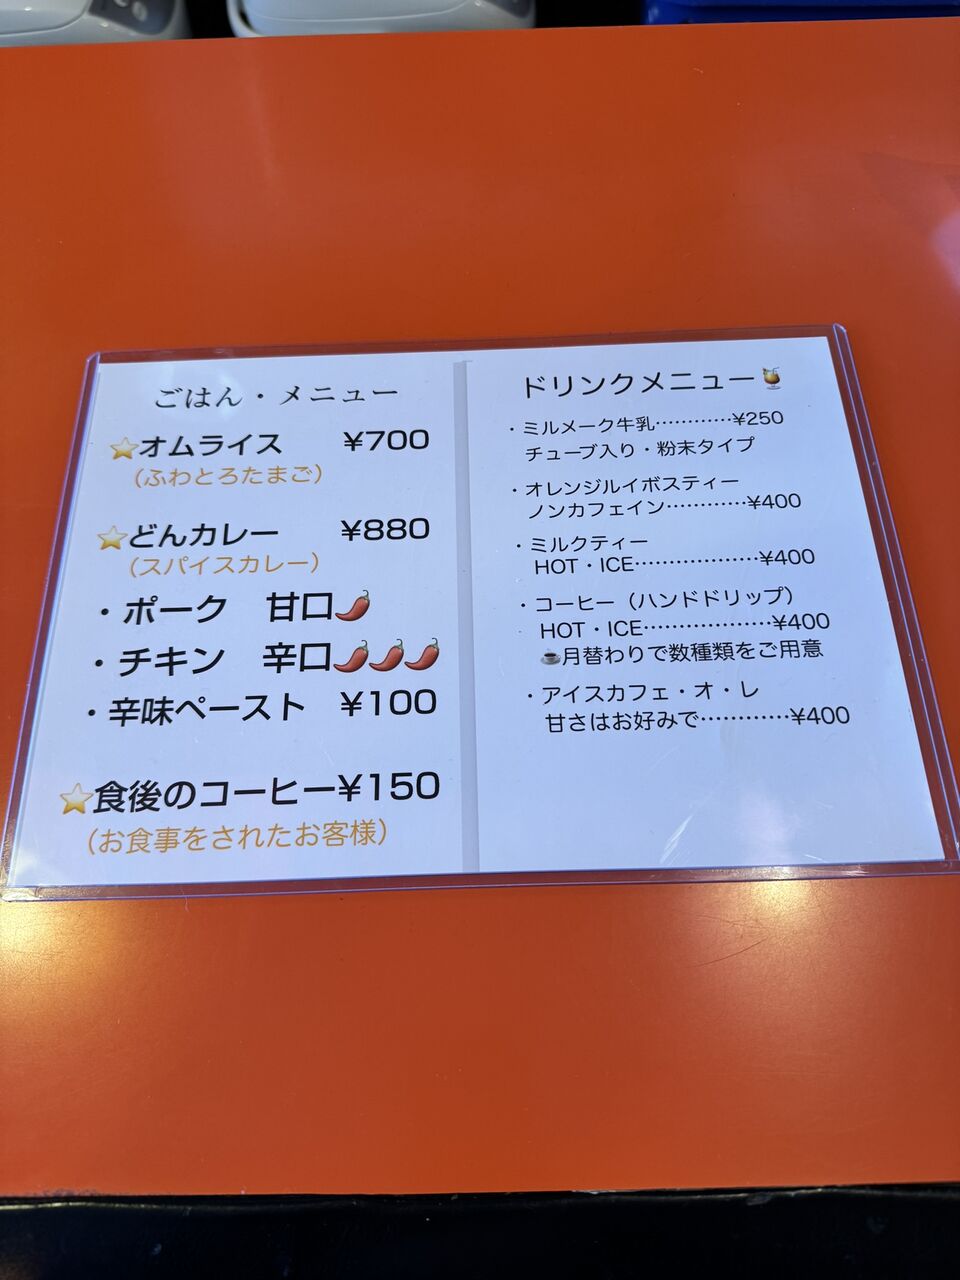 ごはん・メニュー
⭐オムライス ¥700
（ふわとろたまご）
⭐どんカレー ¥880
（スパイスカレー）
・ポーク 甘口🌶️
・チキン 辛口🌶️🌶️🌶️
・辛味ペースト ¥100
⭐食後のコーヒー¥150
（お食事をされたお客様）
ドリンクメニュー🍹
・ミルメーク牛乳…………¥250
チューブ入り・粉末タイプ
・オレンジルイボスティー
ノンカフェイン…………¥400
・ミルクティー
HOT・ICE………………¥400
・コーヒー（ハンドドリップ）
HOT・ICE………………¥400
☕月替わりで数種類をご用意
・アイスカフェ・オ・レ
甘さはお好みで…………¥400